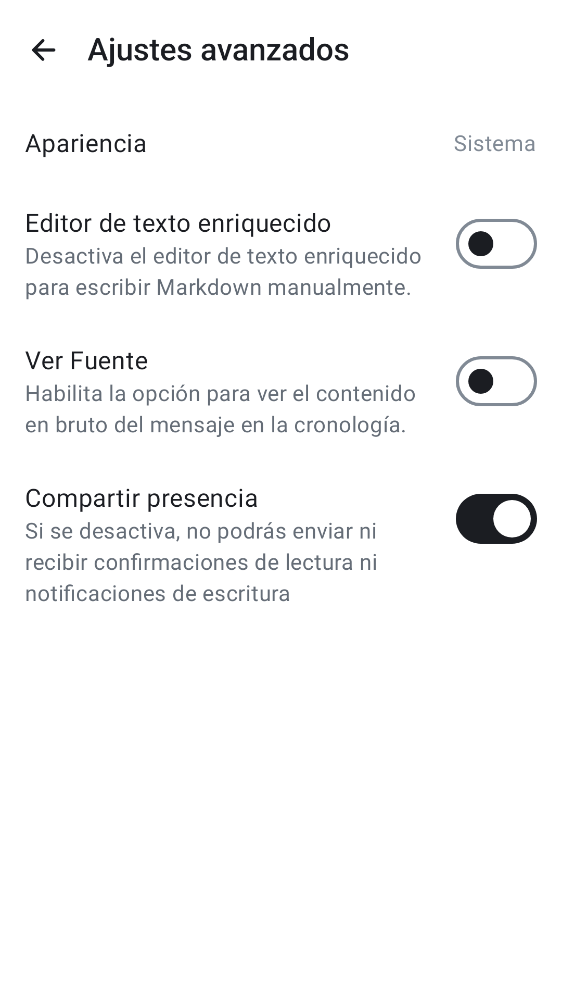 Ajustes avanzados
Apariencia
Sistema
Editor de texto enriquecido
Desactiva el editor de texto enriquecido
para escribir Markdown manualmente.
Ver Fuente
Habilita la opción para ver el contenido
en bruto del mensaje en la cronología.
Compartir presencia
Si se desactiva, no podrás enviar ni
recibir confirmaciones de lectura ni
notificaciones de escritura